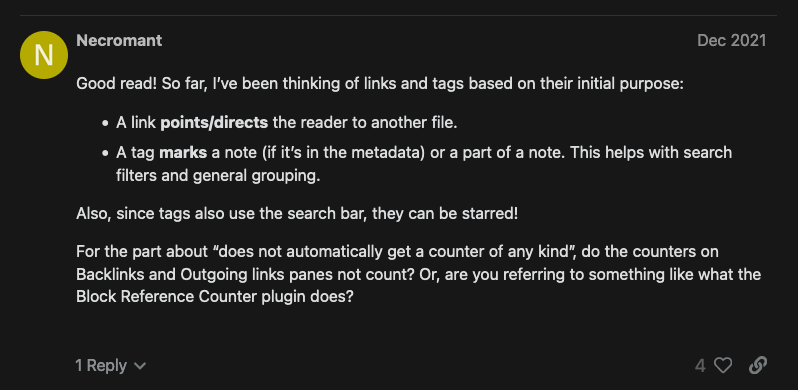 Necromant
Dec 2021
N
Good read! So far, I’ve been thinking of links and tags based on their initial purpose:
• A link points/directs the reader to another file.
• A tag marks a note (if it’s in the metadata) or a part of a note. This helps with search
filters and general grouping.
Also, since tags also use the search bar, they can be starred!
For the part about “does not automatically get a counter of any kind”, do the counters on
Backlinks and Outgoing links panes not count? Or, are you referring to something like what the
Block Reference Counter plugin does?
1 Reply
4